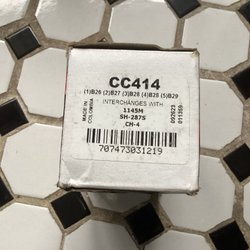 CC414
(1)B26 (2)B27 (3)B28 (4)B28 (5)B29
INTERCHANGES WITH
1145M
SH-287S
CH-4
MADE IN
COLOMBIA
092623
707473031219